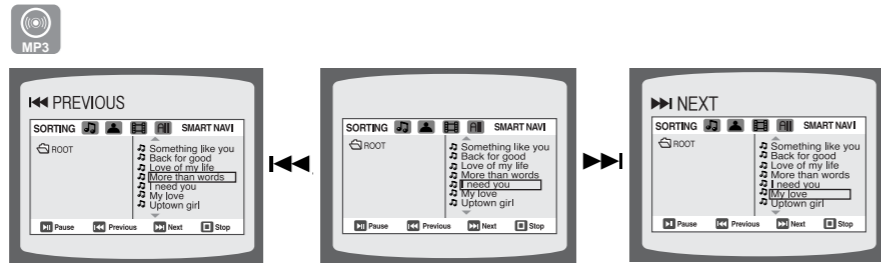 MP3
PREVIOUS
SORTING All SMART NAVI
ROOT
Something like you
Back for good
Love of my life
More than words
I need you
My love
Uptown girl
Pause Previous Next Stop
SORTING All SMART NAVI
ROOT
Something like you
Back for good
Love of my life
More than words
I need you
My love
Uptown girl
Pause Previous Next Stop
NEXT
SORTING All SMART NAVI
ROOT
Something like you
Back for good
Love of my life
More than words
I need you
My love
Uptown girl
Pause Previous Next Stop